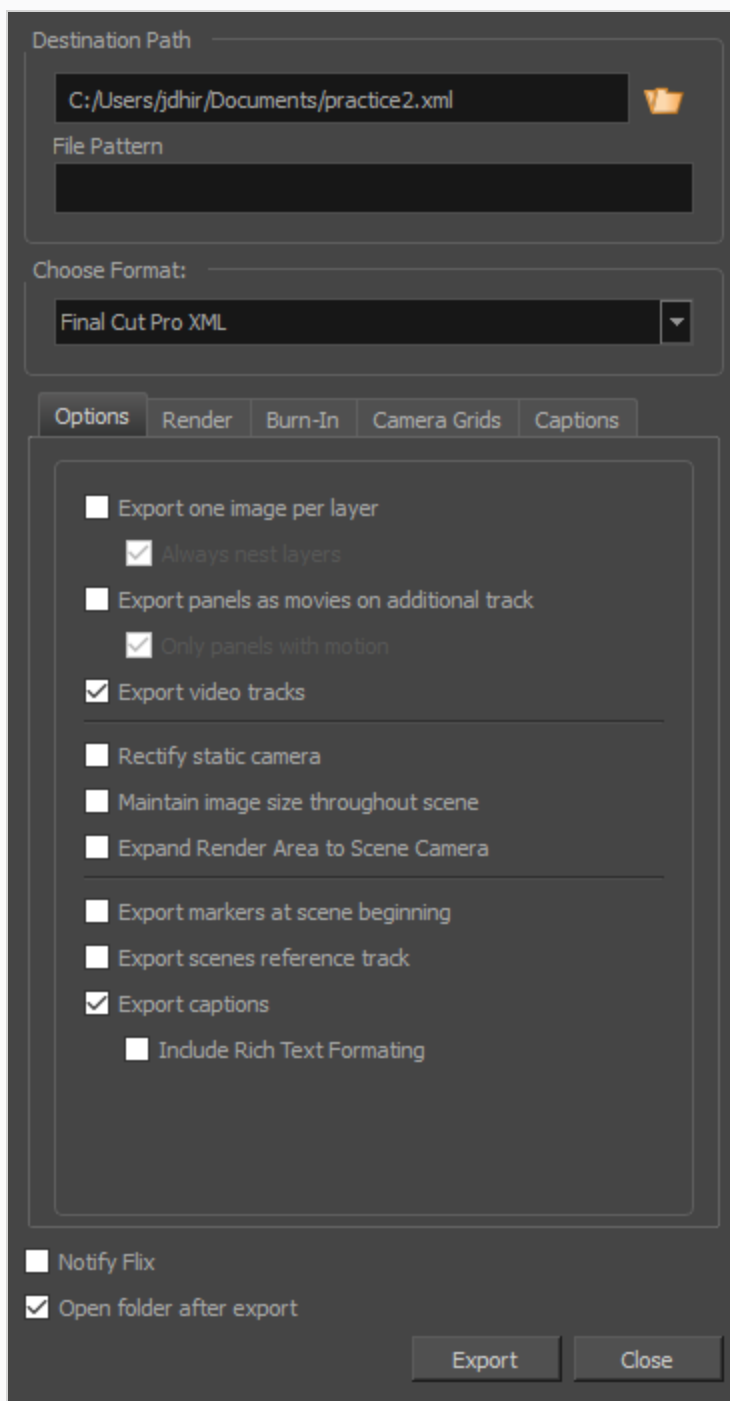 Destination Path
C:/Users/jdhir/Documents/practice2.xml
File Pattern
Choose Format:
Final Cut Pro XML
Options Render Burn-In Camera Grids Captions
Export one image per layer
Always nest layers
Export panels as movies on additional track
Only panels with motion
Export video tracks
Rectify static camera
Maintain image size throughout scene
Expand Render Area to Scene Camera
Export markers at scene beginning
Export scenes reference track
Export captions
Include Rich Text Formating
Notify Flix
Open folder after export
Export Close